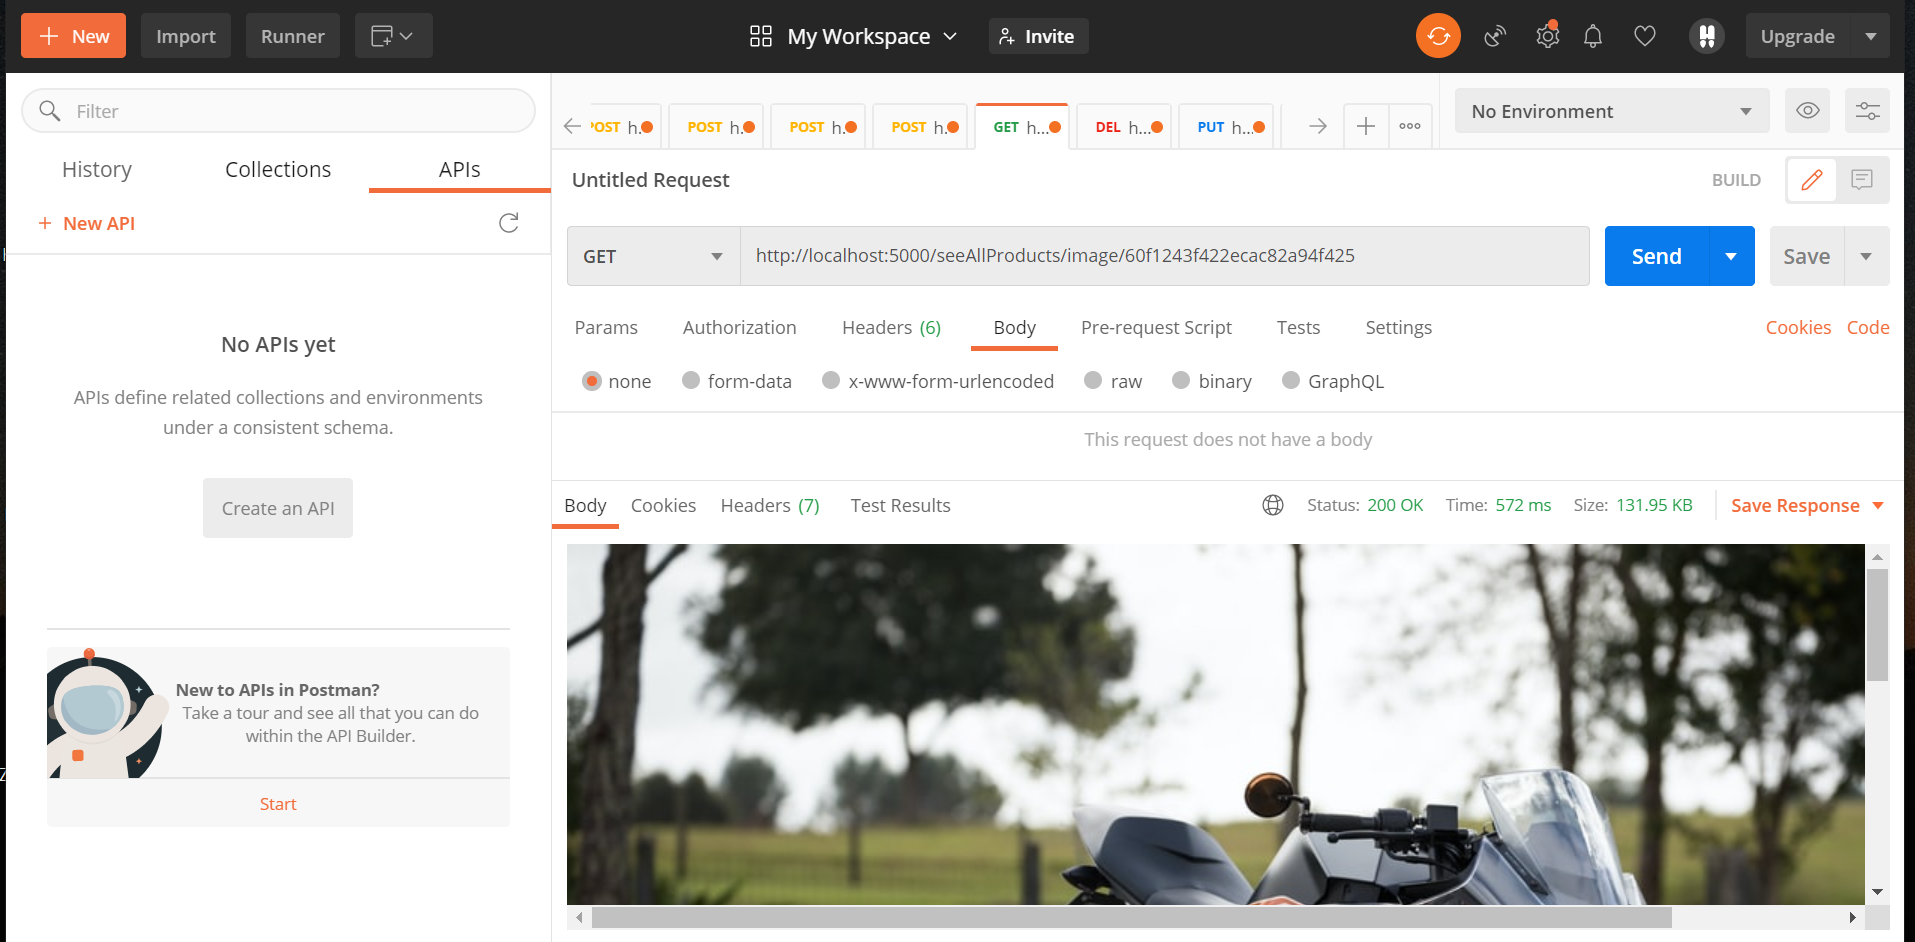 New Import Runner My Workspace Invite Upgrade
Filter
History Collections APIs
+ New API
No APIs yet
APIs define related collections and environments
under a consistent schema.
Create an API
New to APIs in Postman?
Take a tour and see all that you can do
within the API Builder.
Start
POST h. POST h. POST h. POST h. GET h... DEL h... PUT h... No Environment
Untitled Request BUILD
GET http://localhost:5000/seeAllProducts/image/60f1243f422ecac82a94f425 Send Save
Params Authorization Headers (6) Body Pre-request Script Tests Settings Cookies Code
none form-data x-www-form-urlencoded raw binary GraphQL
This request does not have a body
Body Cookies Headers (7) Test Results Status: 200 OK Time: 572 ms Size: 131.95 KB Save Response